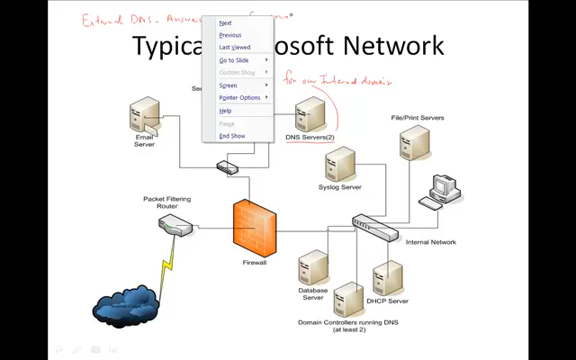 External DNS - Answers
Typica osoft Network
Se
Next
Previous
Last Viewed
Go to Slide
Custom Show
Screen
Pointer Options
Help
Pause
End Show
for our Internal domain
Email
Server
DNS Servers(2)
File/Print Servers
Syslog Server
Packet Filtering
Router
Internal Network
Firewall
Database
Server
DHCP Server
Domain Controllers running DNS
(at least 2)